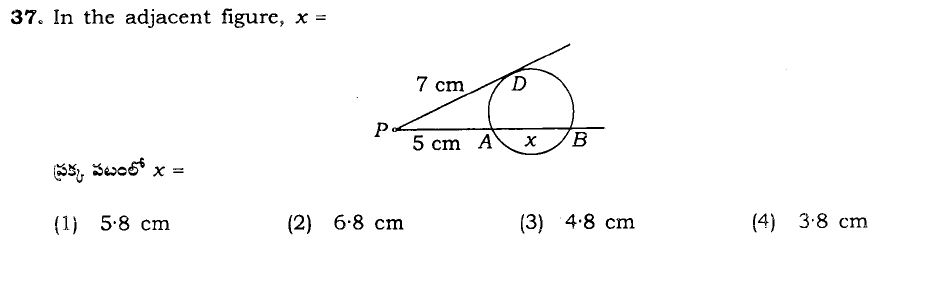 37. In the adjacent figure, x =
7 cm
D
P
5 cm A x B
ప్రక్క పటంలో x =
(1) 5·8 cm (2) 6·8 cm (3) 4·8 cm (4) 3·8 cm